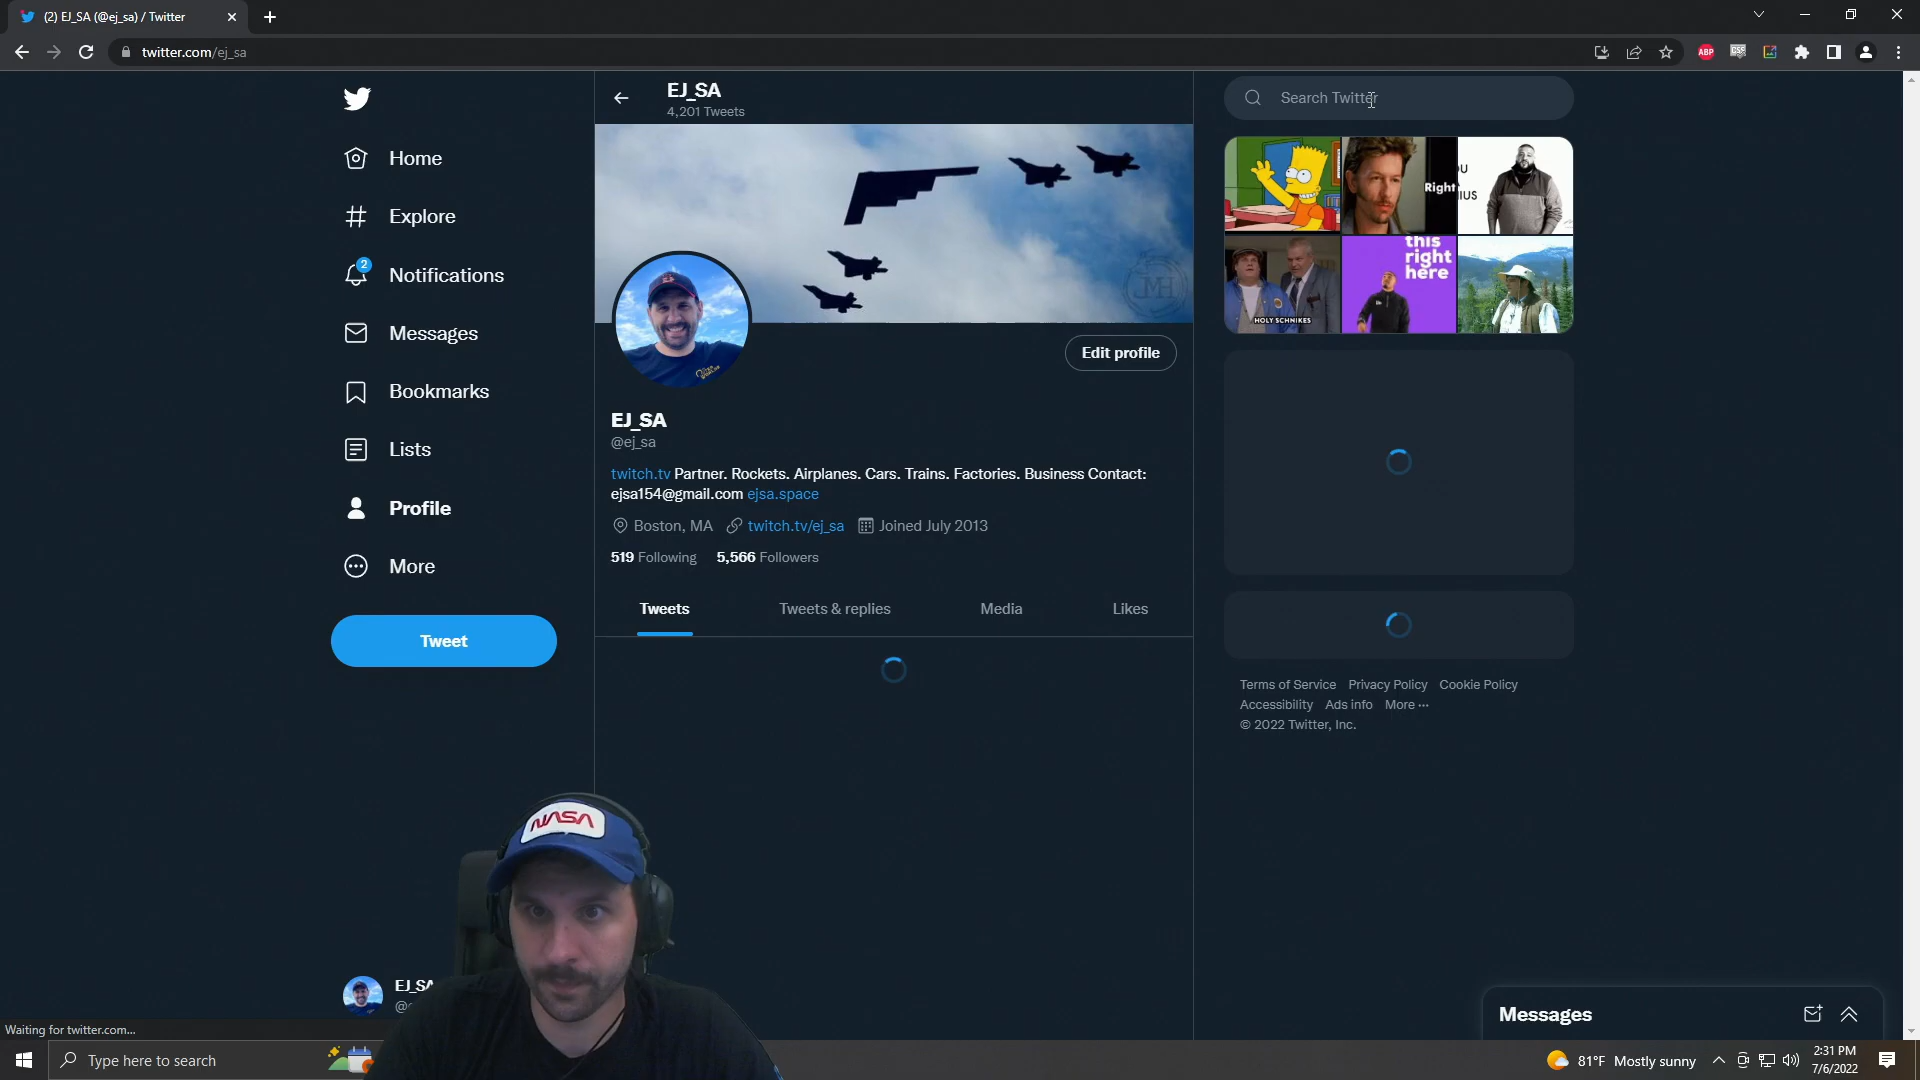 (2) EJ_SA (@ej_sa) / Twitter
twitter.com/ej_sa
ABP
EJ_SA
4,201 Tweets
Search Twitter
Home
Explore
2
Notifications
Messages
Bookmarks
Lists
Profile
More
Tweet
Right
this
right
here
HOLY SCHNIKES
JMH
Edit profile
EJ_SA
@ej_sa
twitch.tv Partner. Rockets. Airplanes. Cars. Trains. Factories. Business Contact:
ejsa154@gmail.com ejsa.space
Boston, MA twitch.tv/ej_sa Joined July 2013
519 Following 5,566 Followers
Tweets Tweets & replies Media Likes
Terms of Service Privacy Policy Cookie Policy
Accessibility Ads info More ···
© 2022 Twitter, Inc.
NASA
EJ_SA
Messages
Waiting for twitter.com...
Type here to search
81°F Mostly sunny
2:31 PM
7/6/2022